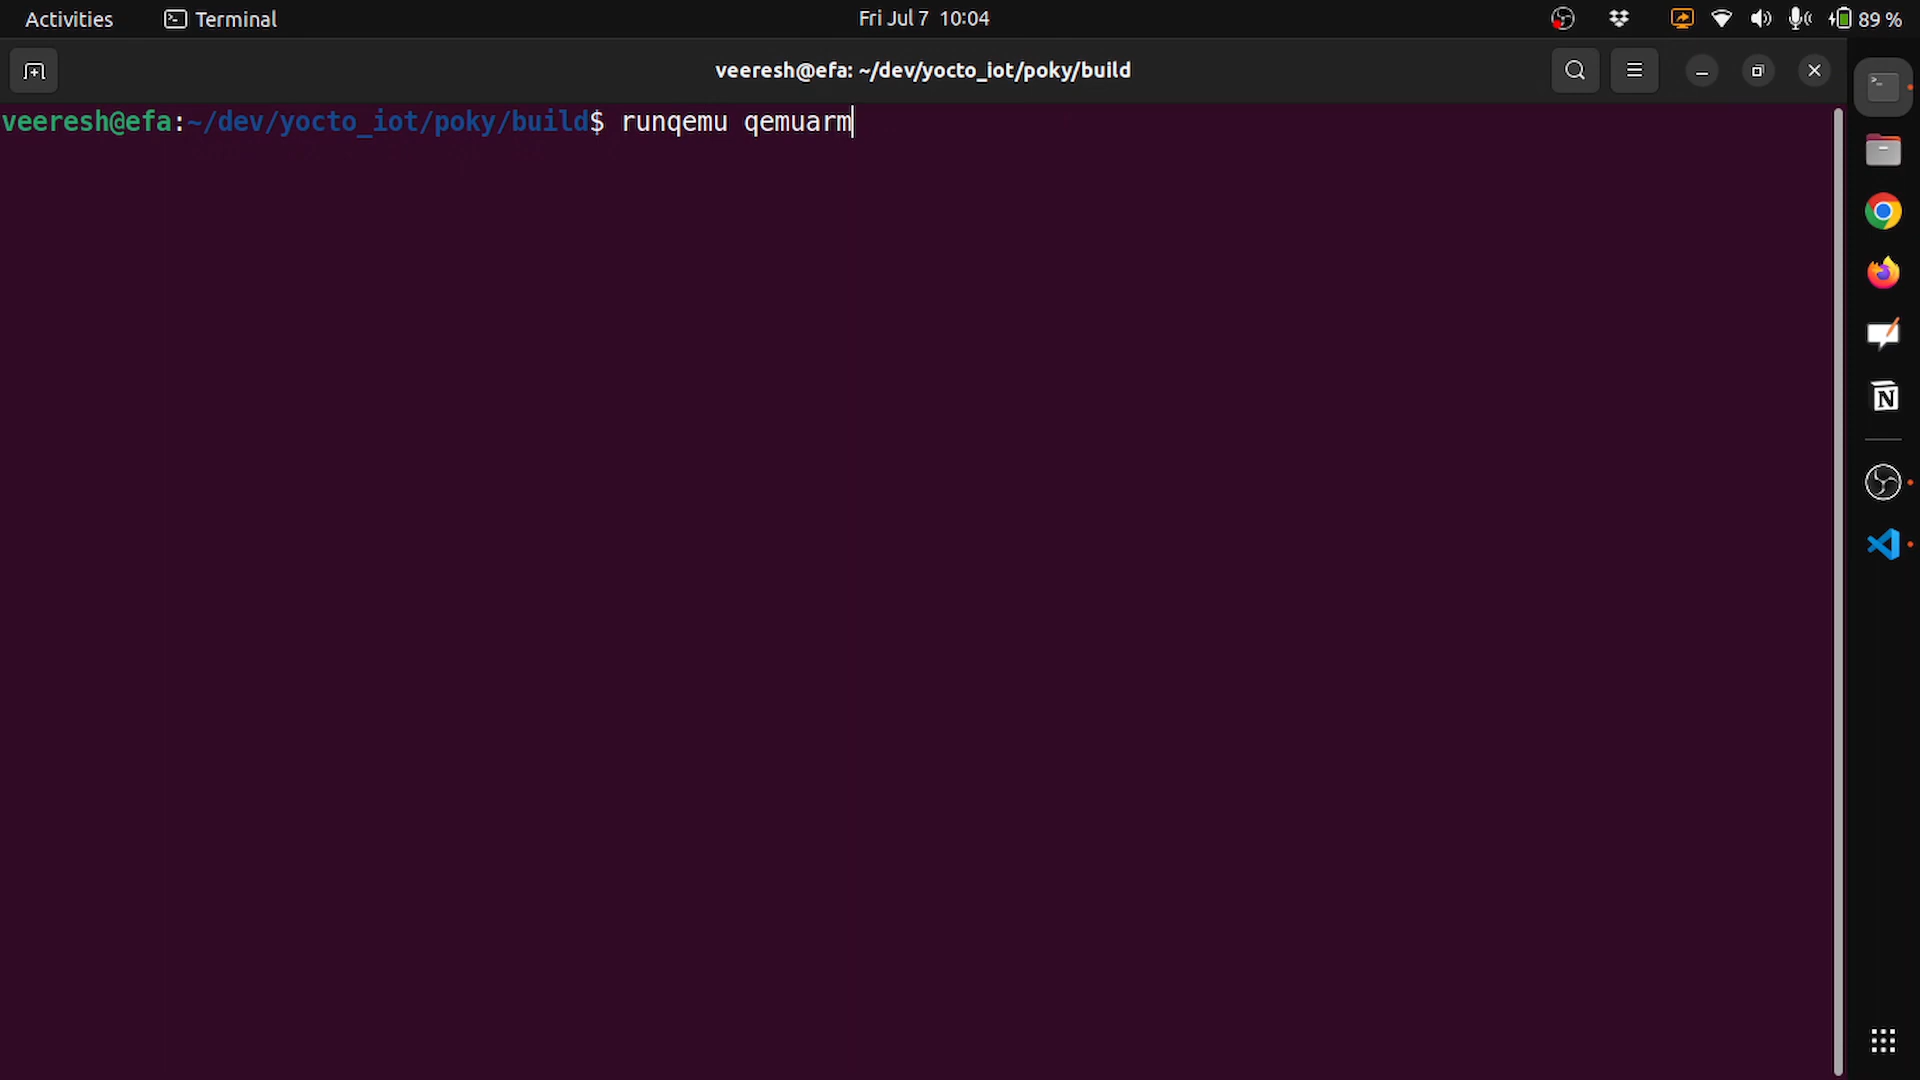 Activities Terminal Fri Jul 7 10:04 89 %
veeresh@efa: ~/dev/yocto_iot/poky/build
veeresh@efa:~/dev/yocto_iot/poky/build$ runqemu qemuarm